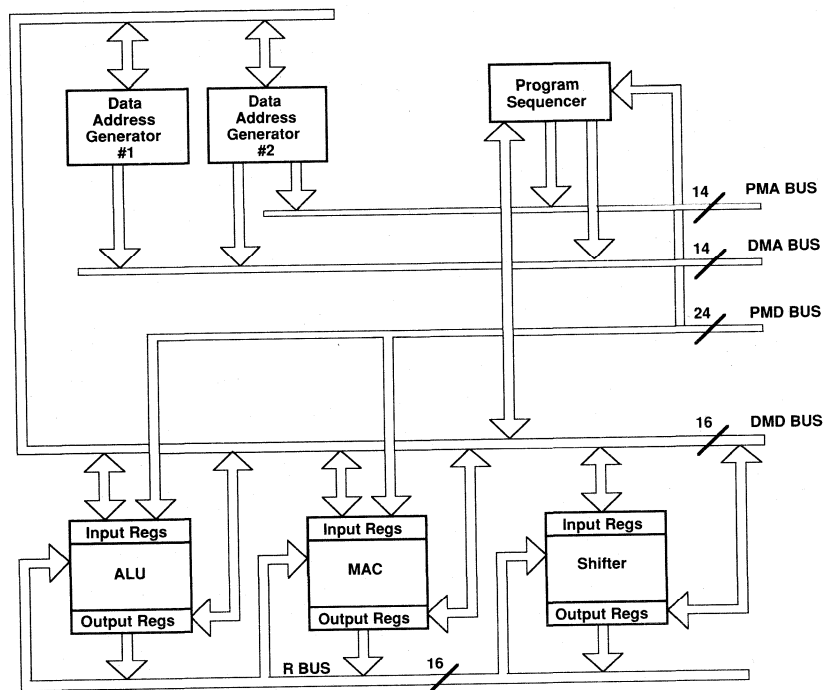 Data
Address
Generator
#1
Data
Address
Generator
#2
Program
Sequencer
14
PMA BUS
14
DMA BUS
24
PMD BUS
16
DMD BUS
Input Regs
ALU
Output Regs
Input Regs
MAC
Output Regs
Input Regs
Shifter
Output Regs
R BUS
16